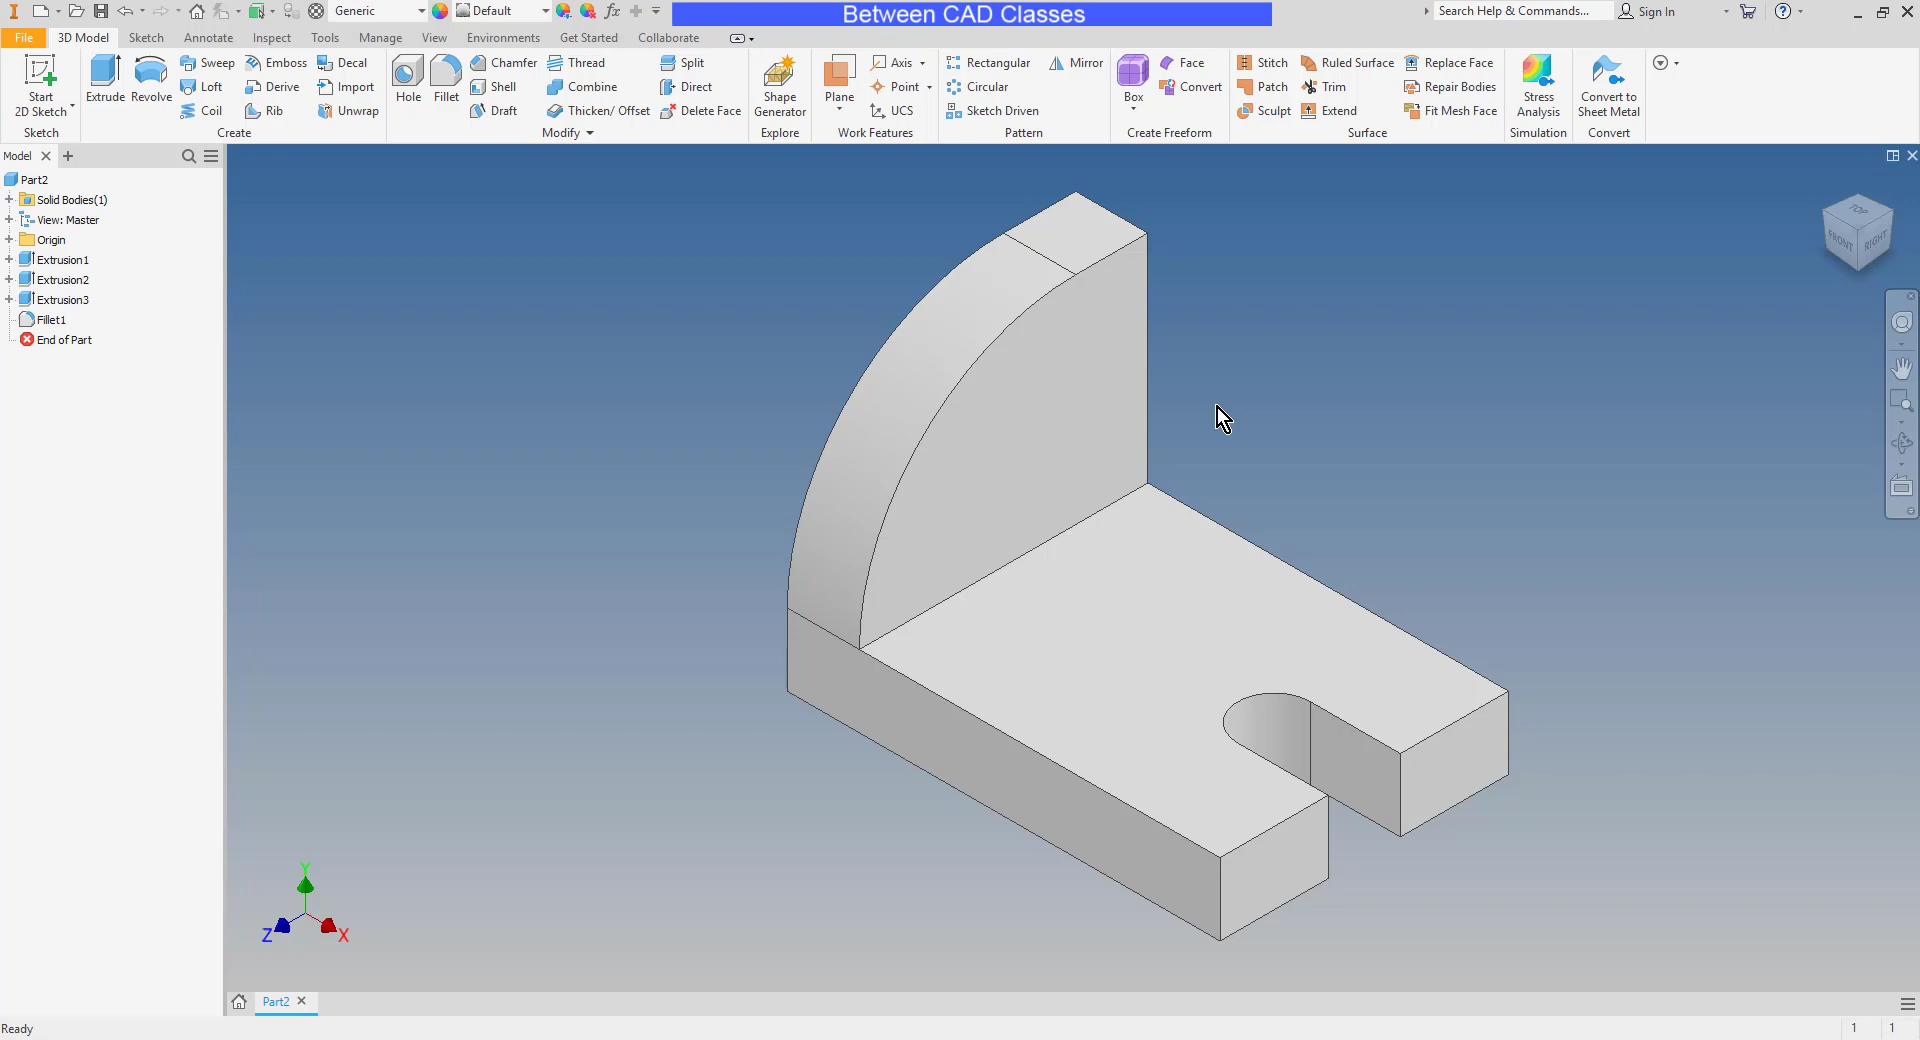 Generic
Default
fx
Between CAD Classes
Search Help & Commands...
Sign In
File
3D Model
Sketch
Annotate
Inspect
Tools
Manage
View
Environments
Get Started
Collaborate
Start
2D Sketch
Extrude
Revolve
Sweep
Emboss
Decal
Loft
Derive
Import
Coil
Rib
Unwrap
Hole
Fillet
Chamfer
Thread
Split
Shell
Combine
Direct
Draft
Thicken/ Offset
Delete Face
Shape
Generator
Plane
Axis
Point
UCS
Rectangular
Mirror
Circular
Sketch Driven
Box
Face
Convert
Stitch
Ruled Surface
Replace Face
Patch
Trim
Repair Bodies
Sculpt
Extend
Fit Mesh Face
Stress
Analysis
Convert to
Sheet Metal
Sketch
Create
Modify
Explore
Work Features
Pattern
Create Freeform
Surface
Simulation
Convert
Model
Part2
Solid Bodies(1)
View: Master
Origin
Extrusion1
Extrusion2
Extrusion3
Fillet1
End of Part
TOP
FRONT
RIGHT
Y
Z
X
Part2
Ready
1
1